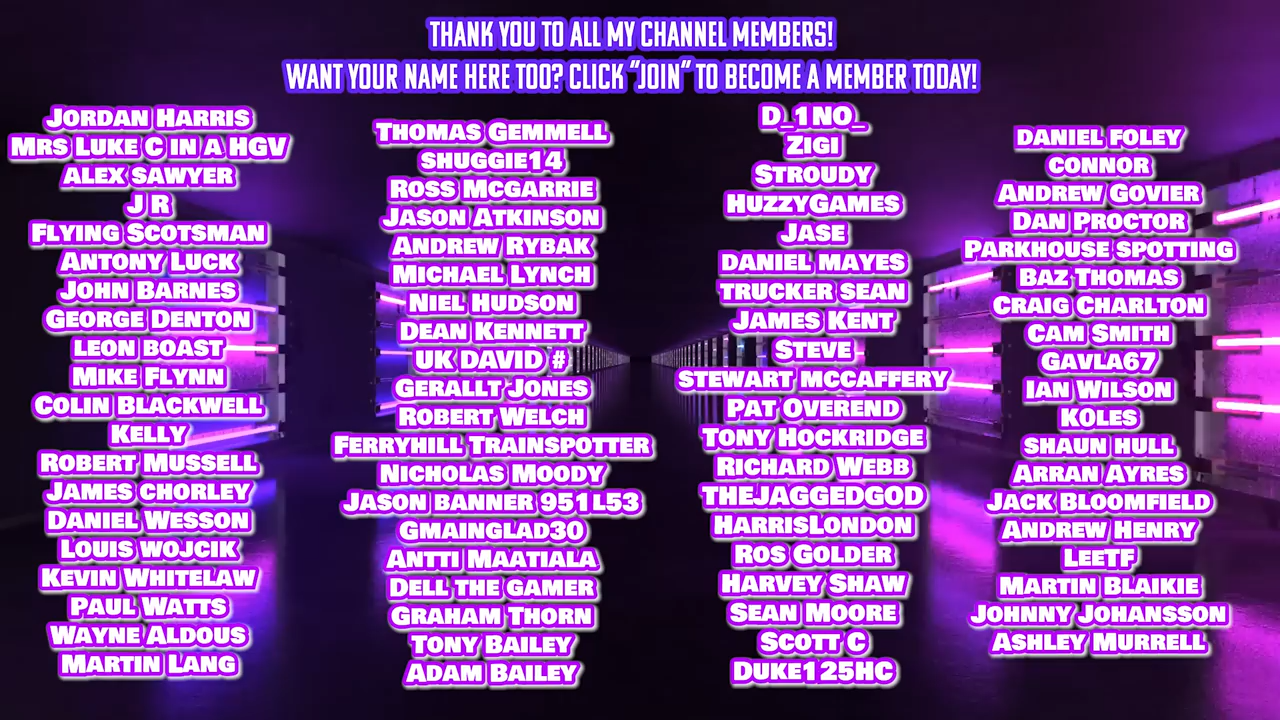 THANK YOU TO ALL MY CHANNEL MEMBERS!
WANT YOUR NAME HERE TOO? CLICK "JOIN" TO BECOME A MEMBER TODAY!
Jordan Harris
Mrs Luke C in a HGV
alex sawyer
J R
Flying Scotsman
Antony Luck
John Barnes
George Denton
leon boast
Mike Flynn
Colin Blackwell
Kelly
Robert Mussell
James chorley
Daniel Wesson
Louis wojcik
Kevin Whitelaw
Paul Watts
Wayne Aldous
Martin Lang
Thomas Gemmell
shuggie14
Ross McGarrie
Jason Atkinson
Andrew Rybak
Michael Lynch
Niel Hudson
Dean Kennett
UK DAVID #
Gerallt Jones
Robert Welch
Ferryhill Trainspotter
Nicholas Moody
Jason banner 951L53
Gmainglad30
Antti Maatiala
Dell the gamer
Graham Thorn
Tony Bailey
Adam Bailey
D_1NO_
Zigi
Stroudy
HuzzyGames
Jase
daniel mayes
trucker sean
James Kent
Steve
stewart mccaffery
Pat Overend
Tony Hockridge
Richard Webb
THEJAGGEDGOD
HarrisLondon
Ros Golder
Harvey Shaw
Sean Moore
Scott C
Duke125HC
daniel foley
connor
Andrew Govier
Dan Proctor
Parkhouse spotting
Baz Thomas
Craig Charlton
Cam Smith
Gavla67
Ian Wilson
K0les
shaun hull
Arran Ayres
Jack Bloomfield
Andrew Henry
LeetF
Martin Blaikie
Johnny Johansson
Ashley Murrell